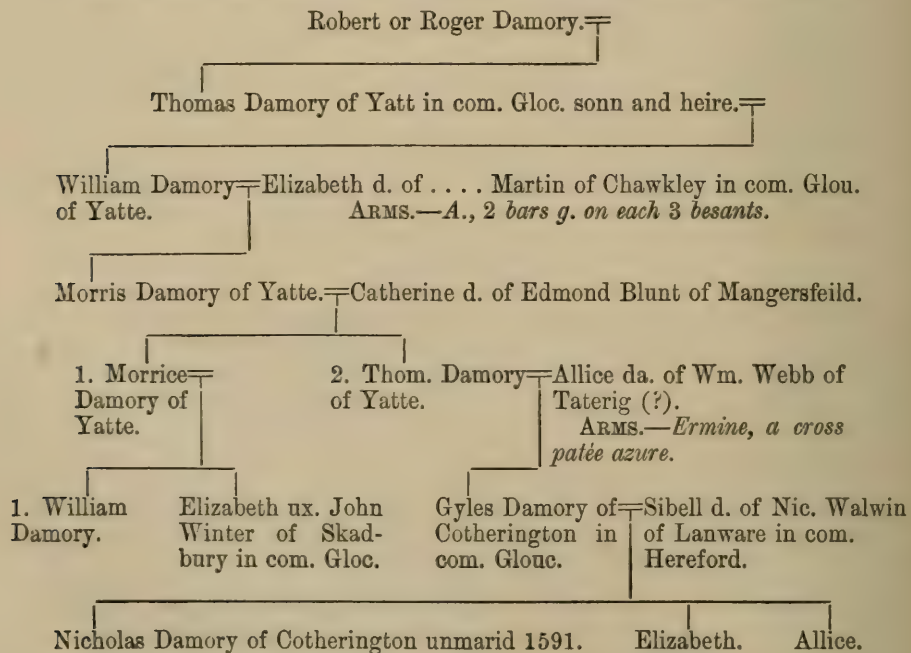 Robert or Roger Damory.
Thomas Damory of Yatt in com. Gloc. sonn and heire.
William Damory
of Yatte.
Elizabeth d. of . . . . Martin of Chawkley in com. Glou.
ARMS.—A., 2 bars g. on each 3 besants.
Morris Damory of Yatte.
Catherine d. of Edmond Blunt of Mangersfeild.
1. Morrice
Damory of
Yatte.
2. Thom. Damory
of Yatte.
Allice da. of Wm. Webb of
Taterig (?).
ARMS.—Ermine, a cross
patée azure.
1. William
Damory.
Elizabeth ux. John
Winter of Skad-
bury in com. Gloc.
Gyles Damory of
Cotherington in
com. Glouc.
Sibell d. of Nic. Walwin
of Lanware in com.
Hereford.
Nicholas Damory of Cotherington unmarid 1591.
Elizabeth.
Allice.